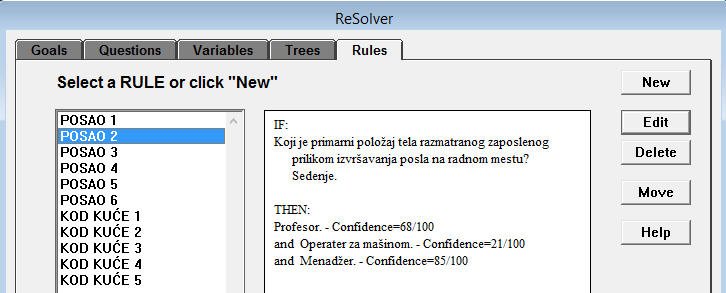 ReSolver
Goals Questions Variables Trees Rules
Select a RULE or click "New"
POSAO 1
POSAO 2
POSAO 3
POSAO 4
POSAO 5
POSAO 6
KOD KUĆE 1
KOD KUĆE 2
KOD KUĆE 3
KOD KUĆE 4
KOD KUĆE 5
IF:
Koji je primarni položaj tela razmatranog zaposlenog
prilikom izvršavanja posla na radnom mestu?
Sedenje.
THEN:
Profesor. - Confidence=68/100
and Operater za mašinom. - Confidence=21/100
and Menadžer. - Confidence=85/100
New
Edit
Delete
Move
Help